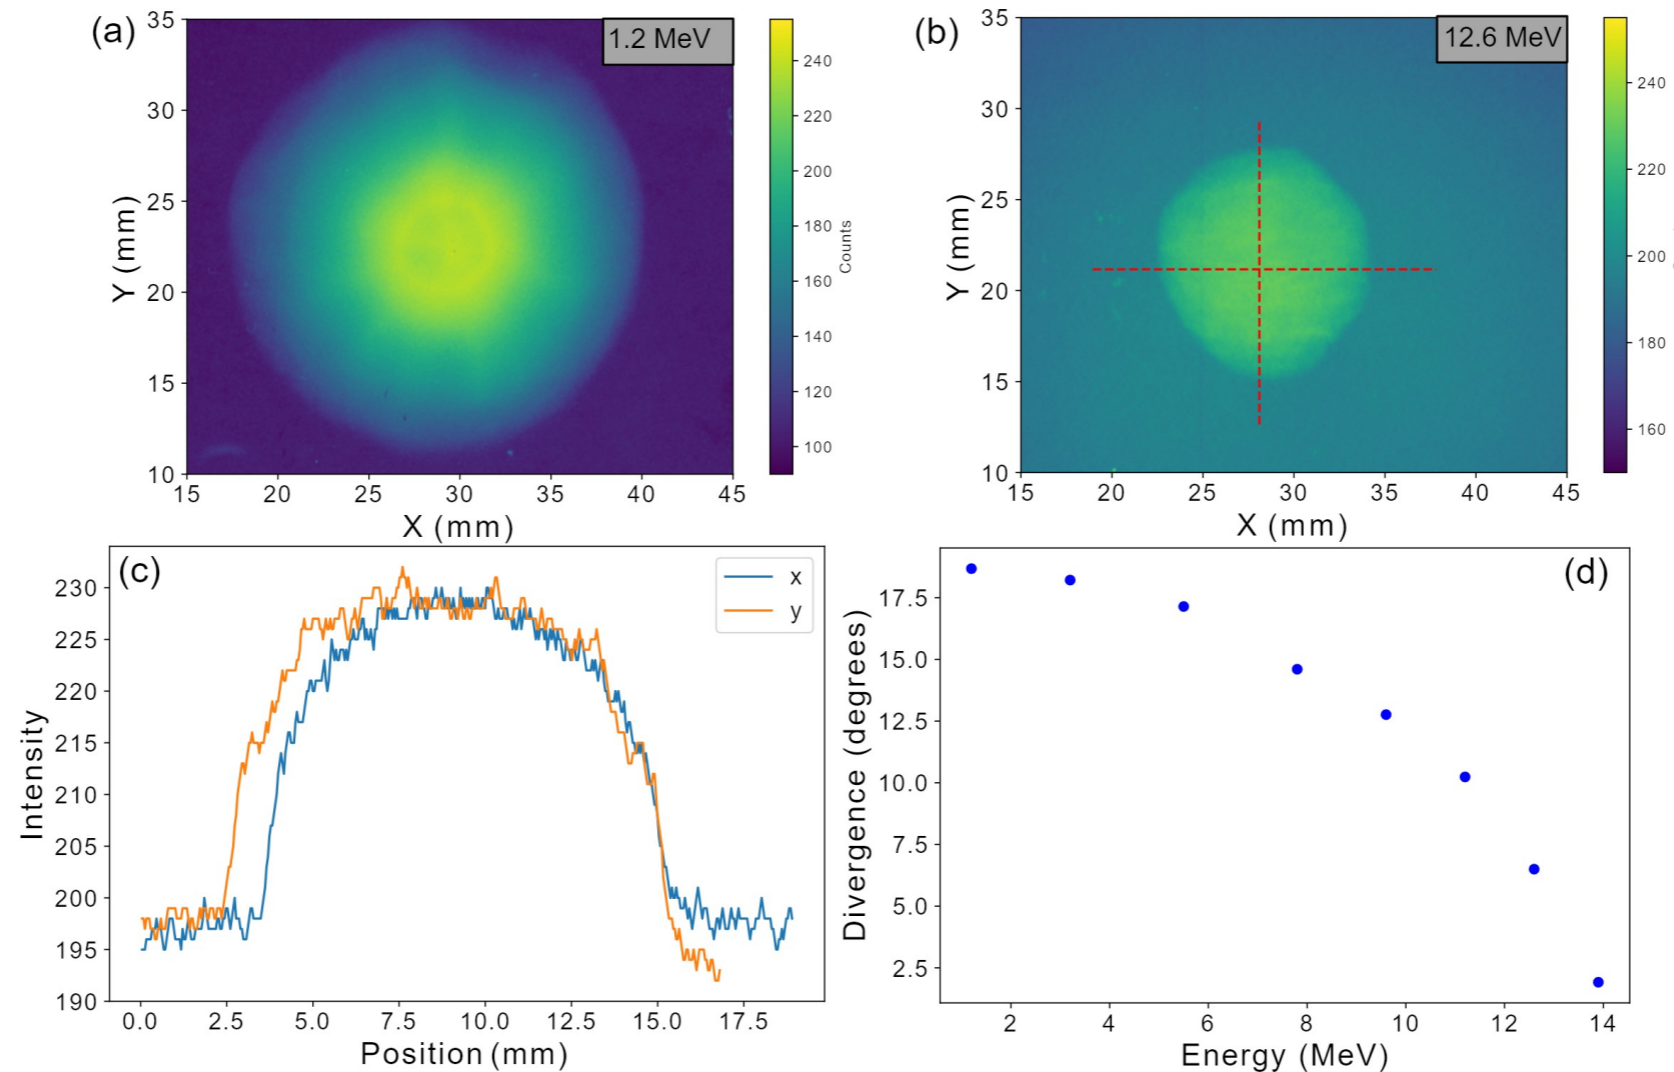 (a)
1.2 MeV
35
30
25
20
15
10
Y (mm)
15 20 25 30 35 40 45
X (mm)
240
220
200
180
160
140
120
100
Counts
(b)
12.6 MeV
35
30
25
20
15
10
Y (mm)
15 20 25 30 35 40 45
X (mm)
240
220
200
180
160
(c)
x
y
230
225
220
215
210
205
200
195
190
Intensity
0.0 2.5 5.0 7.5 10.0 12.5 15.0 17.5
Position (mm)
(d)
17.5
15.0
12.5
10.0
7.5
5.0
2.5
Divergence (degrees)
2 4 6 8 10 12 14
Energy (MeV)